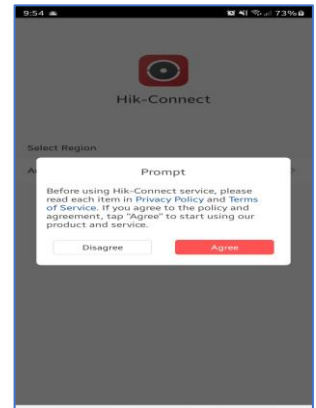 9:54
73%
Hik-Connect
Select Region
A
Prompt
Before using Hik-Connect service, please
read each item in Privacy Policy and Terms
of Service. If you agree to the policy and
agreement, tap "Agree" to start using our
product and service.
Disagree
Agree